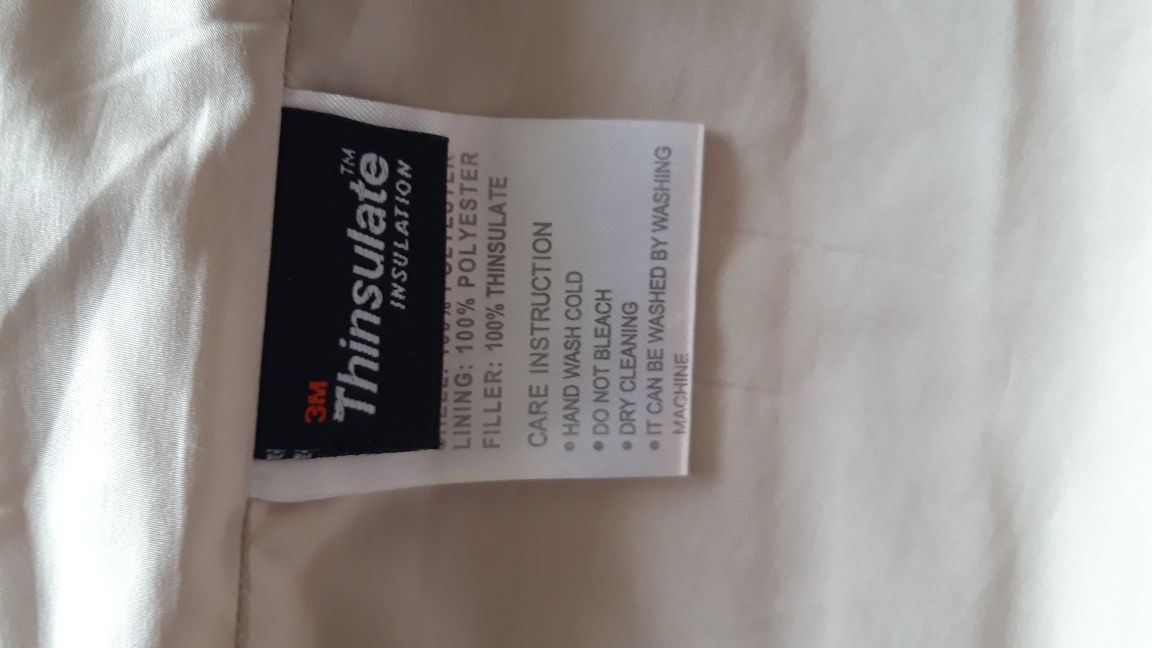 3M
Thinsulate™
INSULATION
LINING: 100% POLYESTER
FILLER: 100% THINSULATE
CARE INSTRUCTION
• HAND WASH COLD
• DO NOT BLEACH
• DRY CLEANING
• IT CAN BE WASHED BY WASHING
MACHINE